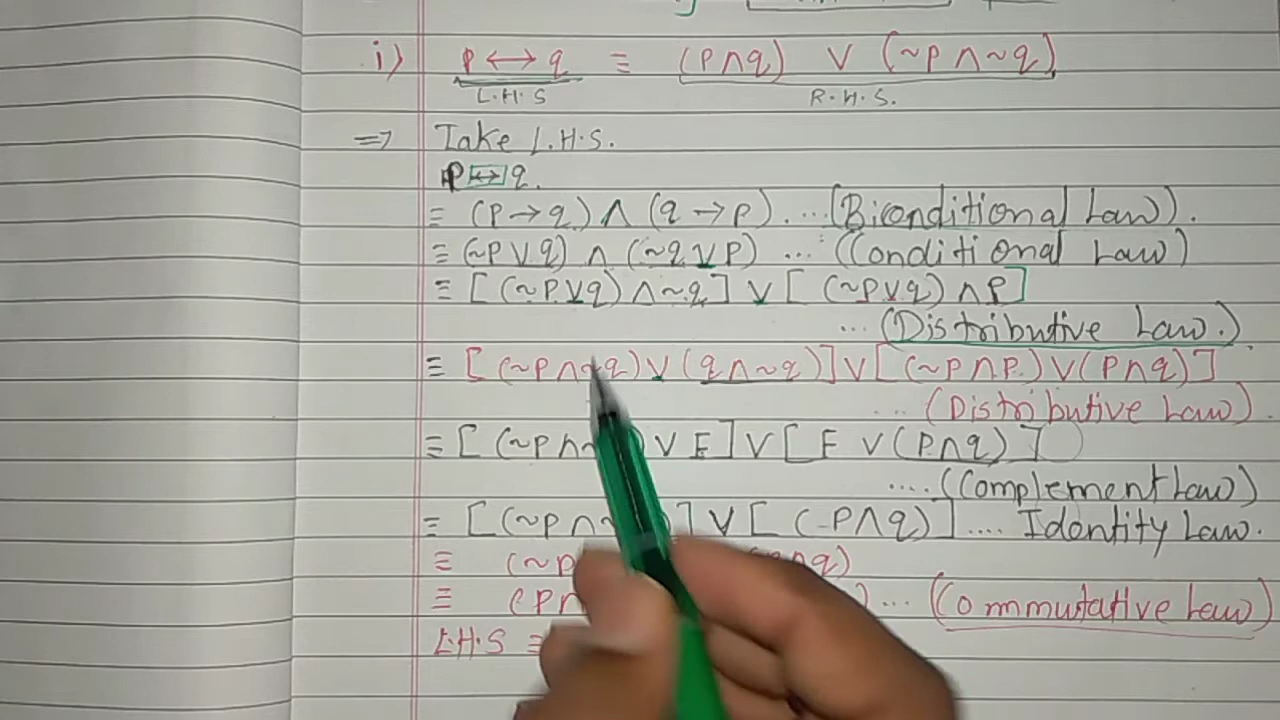 i) p ↔ q ≡ (p∧q) ∨ (~p ∧ ~q)
L.H.S R.H.S.
⇒ Take L.H.S.
p ↔ q.
≡ (p→q) ∧ (q→p) .... (Biconditional Law).
≡ (~p∨q) ∧ (~q∨p) ... (Conditional Law)
≡ [(~p∨q) ∧ ~q] ∨ [(~p∨q) ∧ p]
... (Distributive Law.)
≡ [(~p∧~q) ∨ (q∧~q)] ∨ [(~p∧p) ∨ (p∧q)]
... (Distributive Law).
≡ [(~p∧ ) ∨ F] ∨ [F ∨ (p∧q)]
.... (Complement Law)
≡ [(~p∧ )] ∨ [(p∧q)] .... Identity Law.
≡ (~p ∧q)
≡ (p∧ ) ... (Commutative Law)
L.H.S ≡